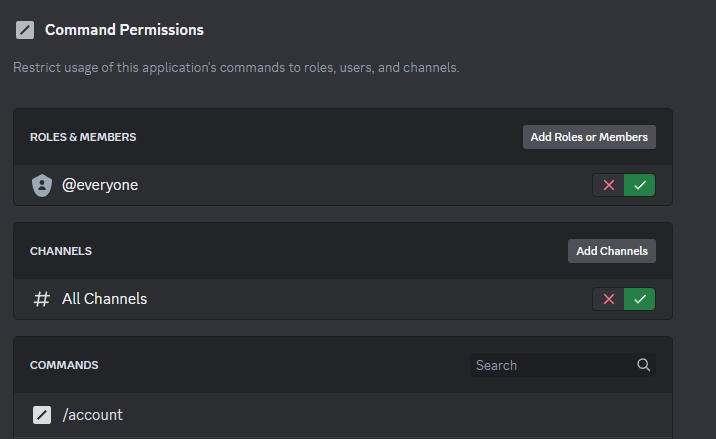 Command Permissions
Restrict usage of this application's commands to roles, users, and channels.
ROLES & MEMBERS
Add Roles or Members
@everyone
CHANNELS
Add Channels
# All Channels
COMMANDS
Search
/account